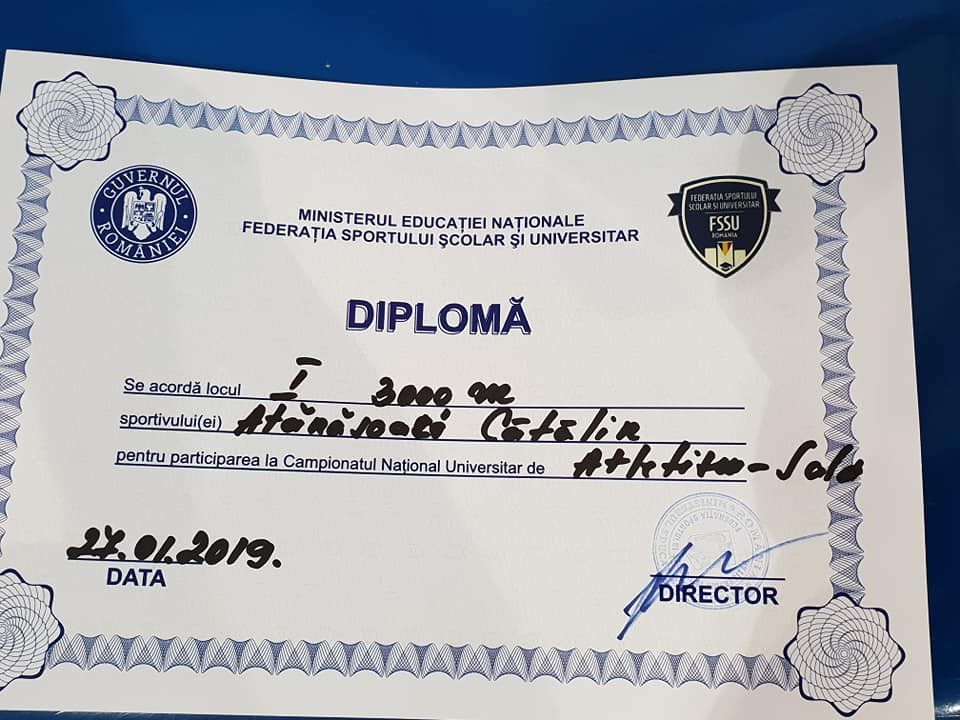 GUVERNUL ROMÂNIEI
FEDERAȚIA SPORTULUI
ȘCOLAR ȘI UNIVERSITAR
FSSU
ROMÂNIA
MINISTERUL EDUCAȚIEI NAȚIONALE
FEDERAȚIA SPORTULUI ȘCOLAR ȘI UNIVERSITAR
DIPLOMĂ
Se acordă locul I 3000 m
sportivului(ei) Atănăsoaei Cătălin
pentru participarea la Campionatul Național Universitar de Atletism - Sală
27.01.2019.
DATA
DIRECTOR